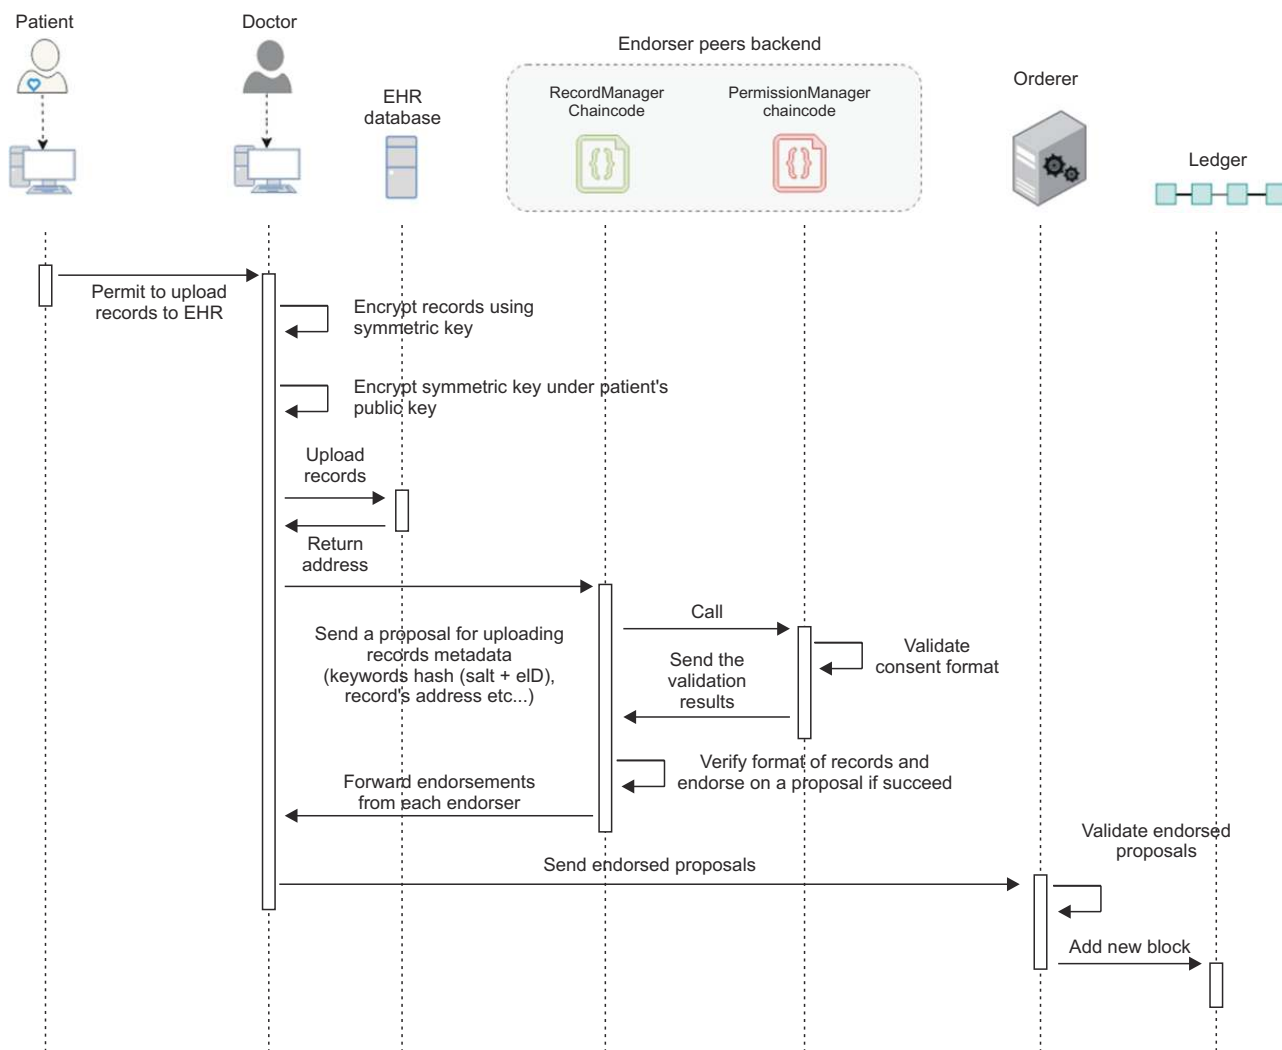 Patient
Doctor
EHR
database
Endorser peers backend
RecordManager
Chaincode
PermissionManager
chaincode
Orderer
Ledger
Permit to upload
records to EHR
Encrypt records using
symmetric key
Encrypt symmetric key under patient's
public key
Upload
records
Return
address
Send a proposal for uploading
records metadata
(keywords hash (salt + eID),
record's address etc...)
Call
Validate
consent format
Send the
validation
results
Verify format of records and
endorse on a proposal if succeed
Forward endorsements
from each endorser
Send endorsed proposals
Validate endorsed
proposals
Add new block